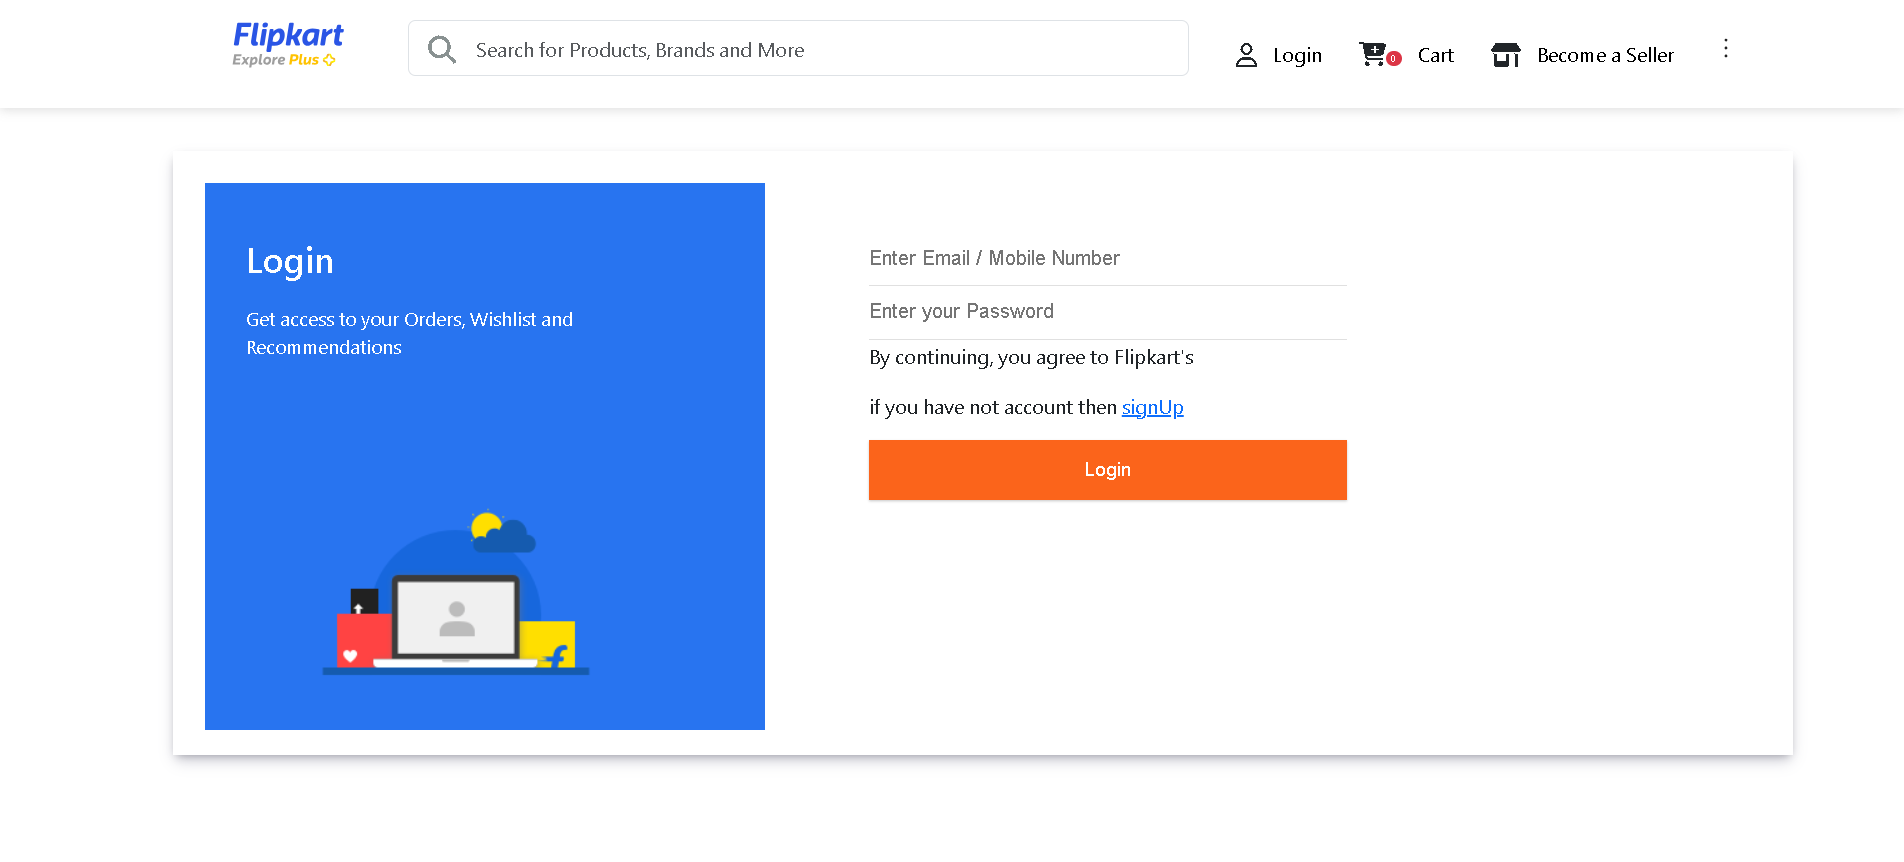 Flipkart
Explore Plus
Search for Products, Brands and More
Login
0
Cart
Become a Seller
Login
Get access to your Orders, Wishlist and
Recommendations
f
Enter Email / Mobile Number
Enter your Password
By continuing, you agree to Flipkart's
if you have not account then signUp
Login